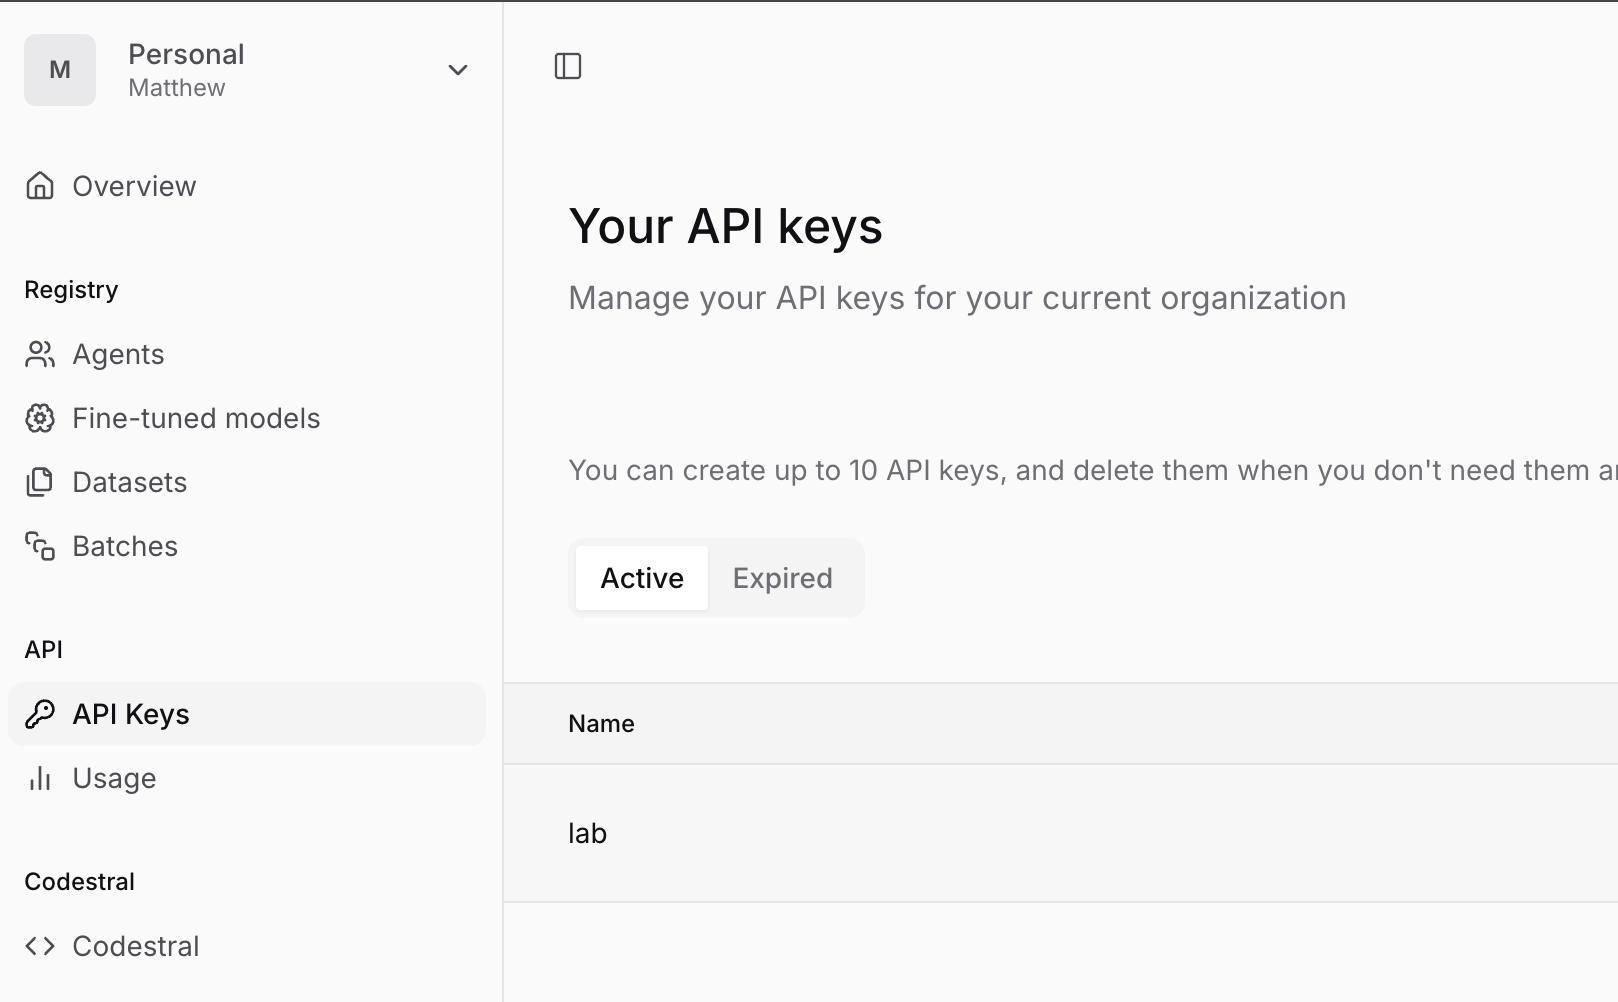 M
Personal
Matthew
Overview
Registry
Agents
Fine-tuned models
Datasets
Batches
API
API Keys
Usage
Codestral
Codestral
Your API keys
Manage your API keys for your current organization
You can create up to 10 API keys, and delete them when you don't need them
Active Expired
Name
lab